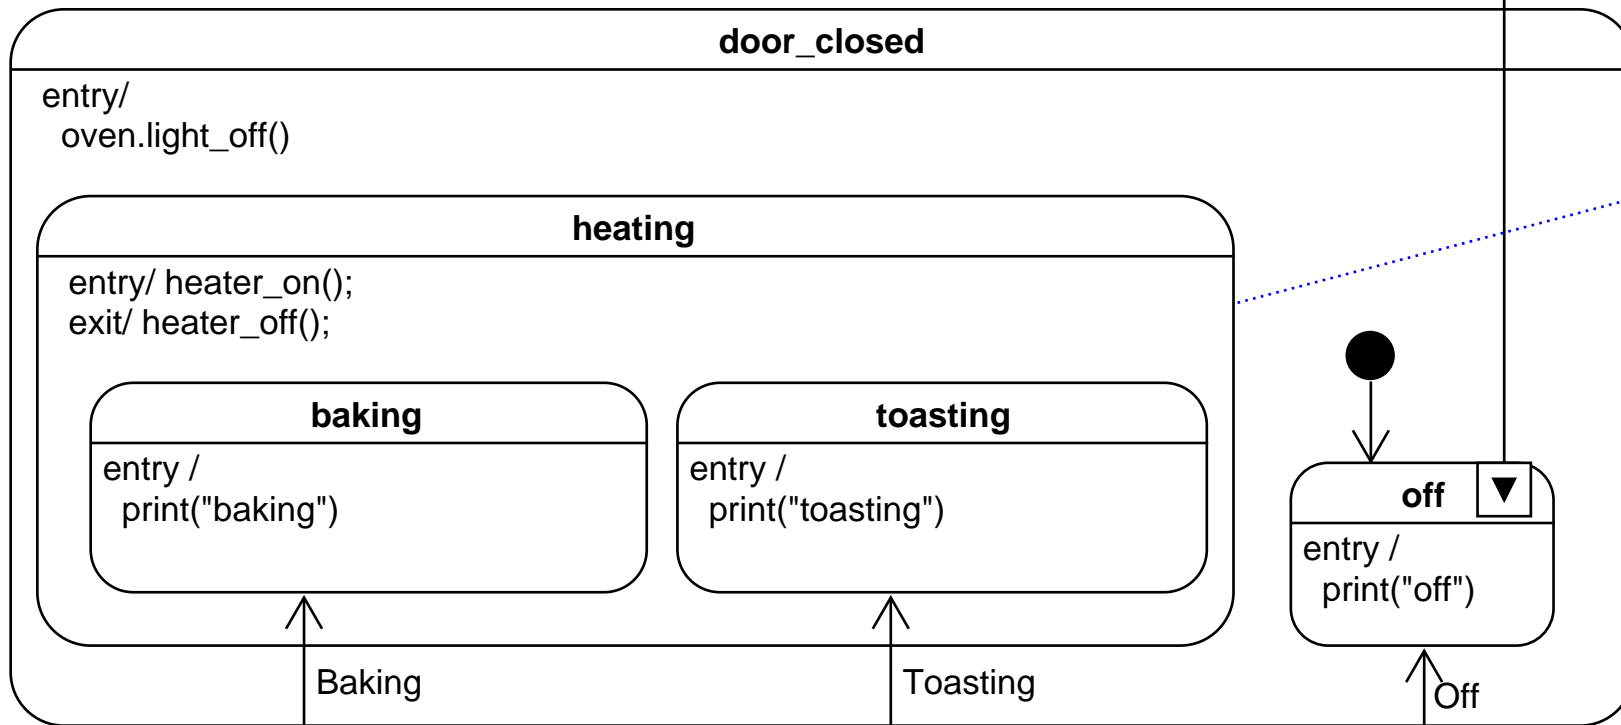 door_closed
entry/
oven.light_off()
heating
entry/ heater_on();
exit/ heater_off();
baking
entry /
print("baking")
toasting
entry /
print("toasting")
off
entry /
print("off")
Baking
Toasting
Off